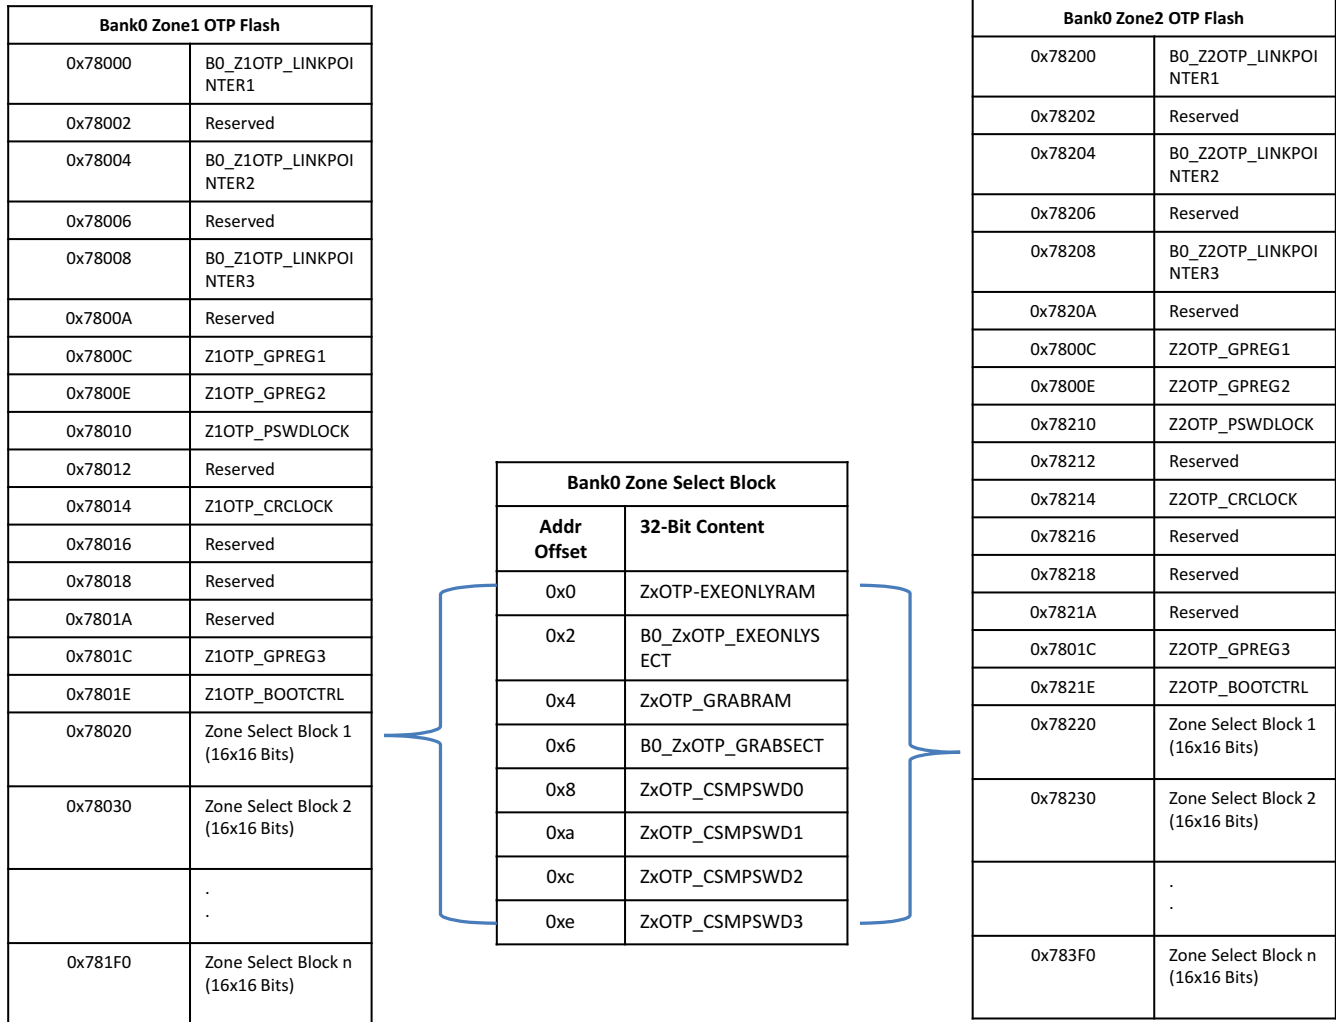 Bank0 Zone1 OTP Flash
0x78000 B0_Z1OTP_LINKPOI
NTER1
0x78002 Reserved
0x78004 B0_Z1OTP_LINKPOI
NTER2
0x78006 Reserved
0x78008 B0_Z1OTP_LINKPOI
NTER3
0x7800A Reserved
0x7800C Z1OTP_GPREG1
0x7800E Z1OTP_GPREG2
0x78010 Z1OTP_PSWDLOCK
0x78012 Reserved
0x78014 Z1OTP_CRCLOCK
0x78016 Reserved
0x78018 Reserved
0x7801A Reserved
0x7801C Z1OTP_GPREG3
0x7801E Z1OTP_BOOTCTRL
0x78020 Zone Select Block 1
(16x16 Bits)
0x78030 Zone Select Block 2
(16x16 Bits)
.
.
0x781F0 Zone Select Block n
(16x16 Bits)
Bank0 Zone Select Block
Addr 32-Bit Content
Offset
0x0 ZxOTP-EXEONLYRAM
0x2 B0_ZxOTP_EXEONLYS
ECT
0x4 ZxOTP_GRABRAM
0x6 B0_ZxOTP_GRABSECT
0x8 ZxOTP_CSMPSWD0
0xa ZxOTP_CSMPSWD1
0xc ZxOTP_CSMPSWD2
0xe ZxOTP_CSMPSWD3
Bank0 Zone2 OTP Flash
0x78200 B0_Z2OTP_LINKPOI
NTER1
0x78202 Reserved
0x78204 B0_Z2OTP_LINKPOI
NTER2
0x78206 Reserved
0x78208 B0_Z2OTP_LINKPOI
NTER3
0x7820A Reserved
0x7800C Z2OTP_GPREG1
0x7800E Z2OTP_GPREG2
0x78210 Z2OTP_PSWDLOCK
0x78212 Reserved
0x78214 Z2OTP_CRCLOCK
0x78216 Reserved
0x78218 Reserved
0x7821A Reserved
0x7801C Z2OTP_GPREG3
0x7821E Z2OTP_BOOTCTRL
0x78220 Zone Select Block 1
(16x16 Bits)
0x78230 Zone Select Block 2
(16x16 Bits)
.
.
0x783F0 Zone Select Block n
(16x16 Bits)